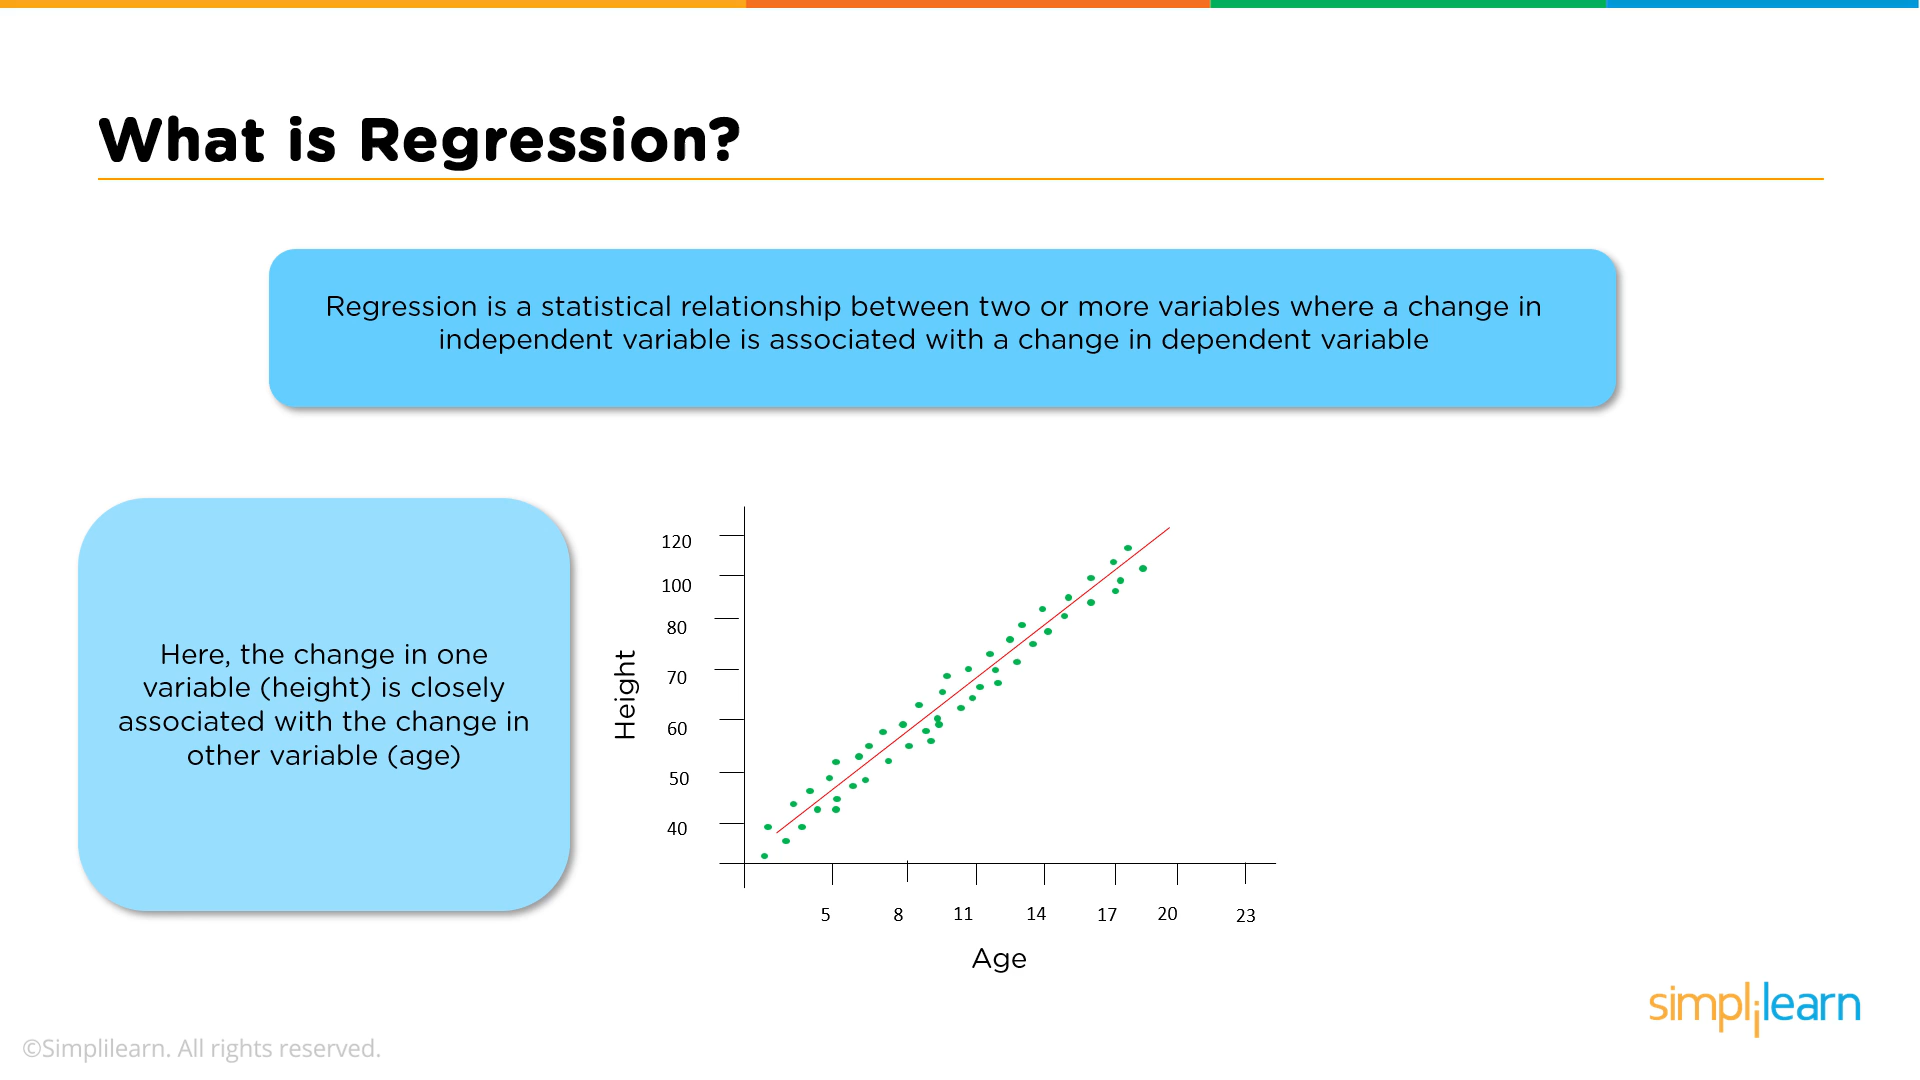 What is Regression?
Regression is a statistical relationship between two or more variables where a change in
independent variable is associated with a change in dependent variable
Here, the change in one
variable (height) is closely
associated with the change in
other variable (age)
Height
120
100
80
70
60
50
40
5 8 11 14 17 20 23
Age
simplilearn
©Simplilearn. All rights reserved.